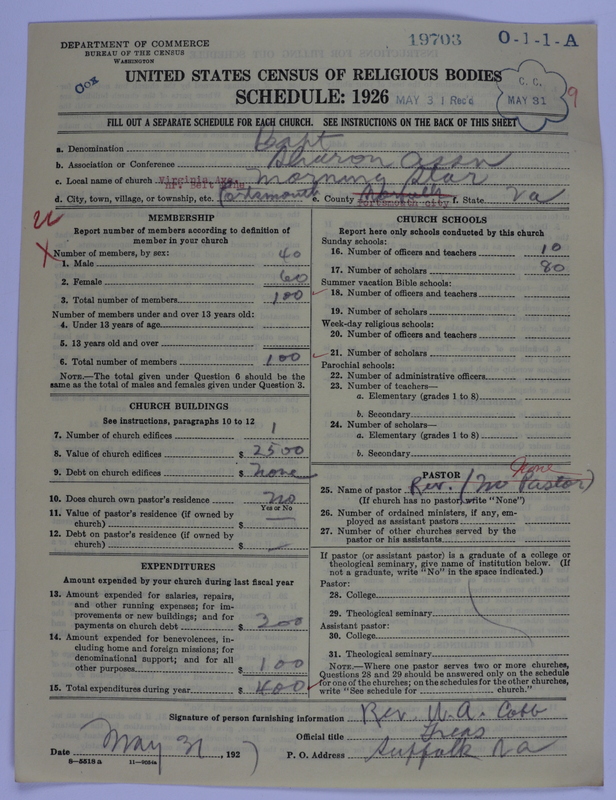 DEPARTMENT OF COMMERCE
BUREAU OF THE CENSUS
WASHINGTON
19703
O-1-1-A
Cox
UNITED STATES CENSUS OF RELIGIOUS BODIES
SCHEDULE: 1926
MAY 31 Rec'd
C. C.
MAY 31
9
FILL OUT A SEPARATE SCHEDULE FOR EACH CHURCH. SEE INSTRUCTIONS ON THE BACK OF THIS SHEET
a. Denomination Bapt
b. Association or Conference Sharon Assn
c. Local name of church Virginia Ave. nr. Belt Line Morning Star
d. City, town, village, or township, etc. Portsmouth e. County Norfolk Portsmouth City f. State Va
MEMBERSHIP
Report number of members according to definition of member in your church
Number of members, by sex:
1. Male 40
2. Female 60
3. Total number of members 100
Number of members under and over 13 years old:
4. Under 13 years of age
5. 13 years old and over
6. Total number of members 100
NOTE.—The total given under Question 6 should be the same as the total of males and females given under Question 3.
CHURCH BUILDINGS
See instructions, paragraphs 10 to 12
7. Number of church edifices 1
8. Value of church edifices $ 2500
9. Debt on church edifices $ none
10. Does church own pastor's residence no
Yes or No
11. Value of pastor's residence (if owned by church) $ —
12. Debt on pastor's residence (if owned by church) $ —
EXPENDITURES
Amount expended by your church during last fiscal year
13. Amount expended for salaries, repairs, and other running expenses; for improvements or new buildings; and for payments on church debt $ 300
14. Amount expended for benevolences, including home and foreign missions; for denominational support; and for all other purposes $ 100
15. Total expenditures during year $ 400
CHURCH SCHOOLS
Report here only schools conducted by this church
Sunday schools:
16. Number of officers and teachers 10
17. Number of scholars 80
Summer vacation Bible schools:
18. Number of officers and teachers
19. Number of scholars
Week-day religious schools:
20. Number of officers and teachers
21. Number of scholars
Parochial schools:
22. Number of administrative officers
23. Number of teachers—
a. Elementary (grades 1 to 8)
b. Secondary
24. Number of scholars—
a. Elementary (grades 1 to 8)
b. Secondary
PASTOR
None
25. Name of pastor Rev. (no Pastor)
(If church has no pastor, write "None")
26. Number of ordained ministers, if any, employed as assistant pastors
27. Number of other churches served by the pastor or his assistants
If pastor (or assistant pastor) is a graduate of a college or theological seminary, give name of institution below. (If not a graduate, write "No" in the space indicated.)
Pastor:
28. College
29. Theological seminary
Assistant pastor:
30. College
31. Theological seminary
NOTE.—Where one pastor serves two or more churches, Questions 28 and 29 should be answered only on the schedule for one of the churches; on the schedules for the other churches, write "See schedule for church."
Signature of person furnishing information Rev. W. A. Cobb
Official title Treas
Date May 31, 1927
P. O. Address Suffolk Va
8-5518a 11-9084a